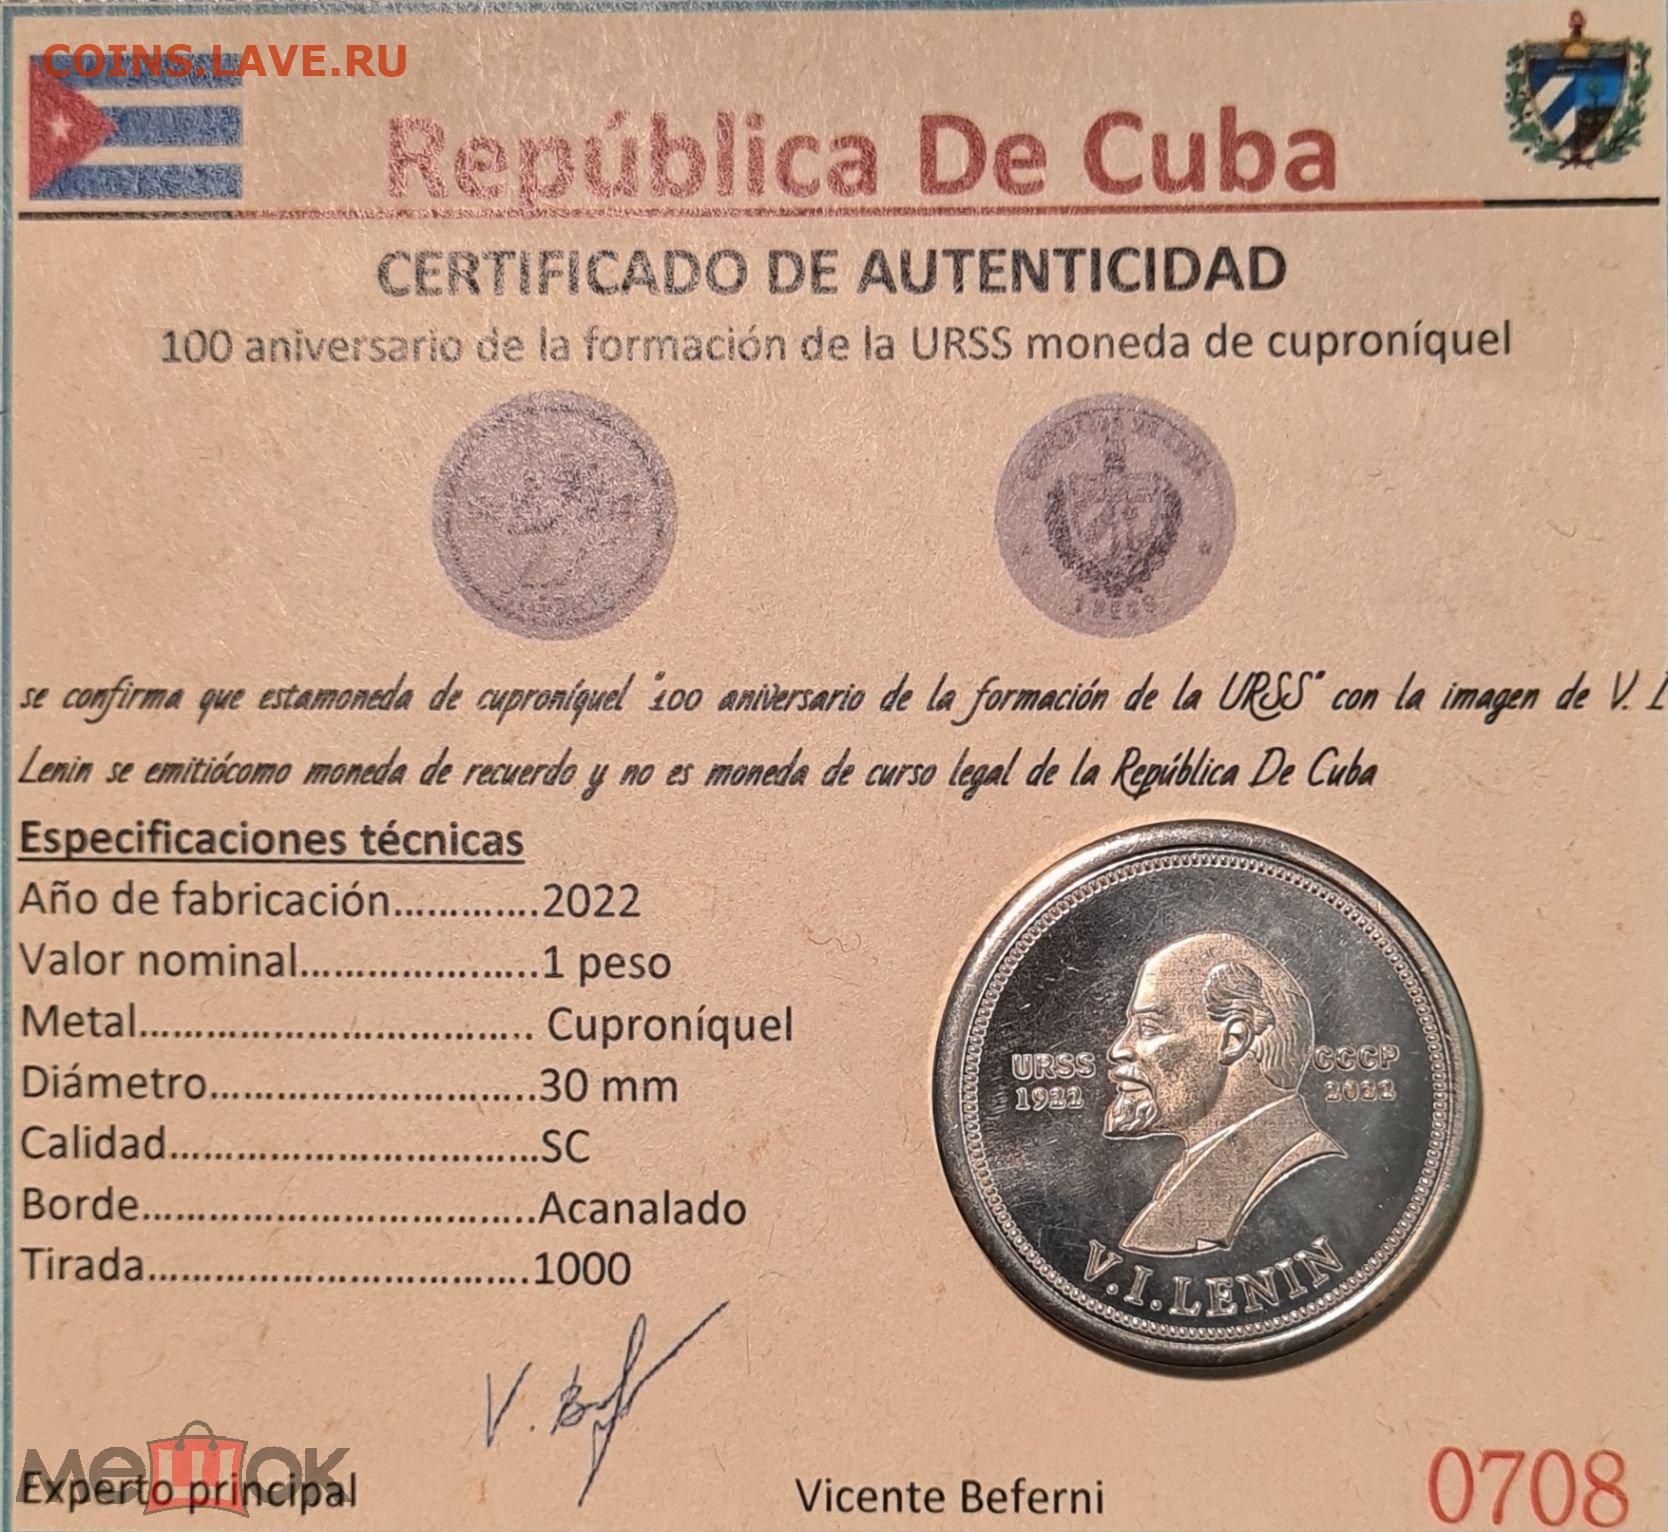 COINS.LAVE.RU
República De Cuba
CERTIFICADO DE AUTENTICIDAD
100 aniversario de la formación de la URSS moneda de cuproníquel
1 PESO
se confirma que estamoneda de cuproníquel "100 aniversario de la formación de la URSS" con la imagen de V. I
Lenin se emitiócomo moneda de recuerdo y no es moneda de curso legal de la República De Cuba
Especificaciones técnicas
Año de fabricación.............2022
Valor nominal.....................1 peso
Metal................................... Cuproníquel
Diámetro.............................30 mm
Calidad.................................SC
Borde...................................Acanalado
Tirada..................................1000
URSS
1922
CCCP
2022
V.I.LENIN
мешок
Experto principal
Vicente Beferni
0708